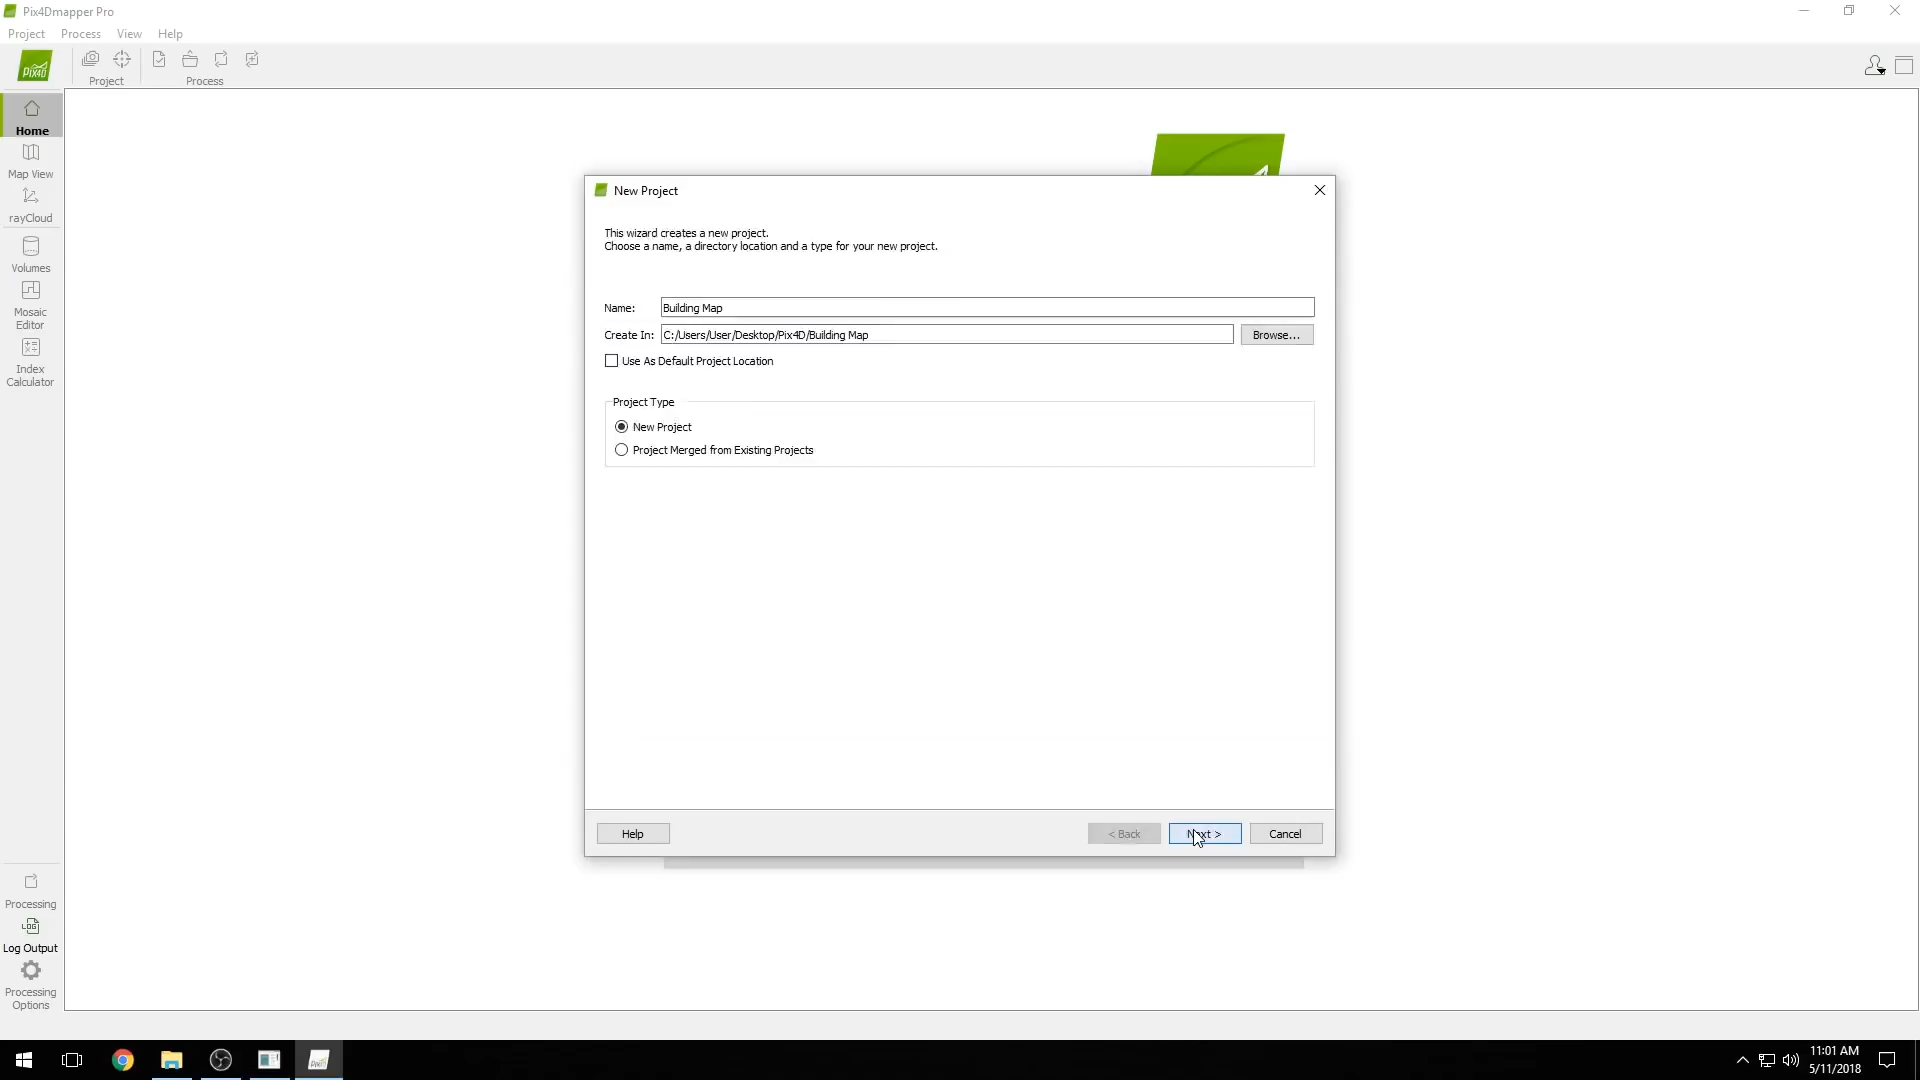 Pix4Dmapper Pro
Project Process View Help
PIX4D
Project Process
Home
Map View
rayCloud
Volumes
Mosaic
Editor
Index
Calculator
New Project
This wizard creates a new project.
Choose a name, a directory location and a type for your new project.
Name: Building Map
Create In: C:/Users/User/Desktop/Pix4D/Building Map Browse...
Use As Default Project Location
Project Type
New Project
Project Merged from Existing Projects
Help < Back Next > Cancel
Processing
LOG
Log Output
Processing
Options
11:01 AM
5/11/2018